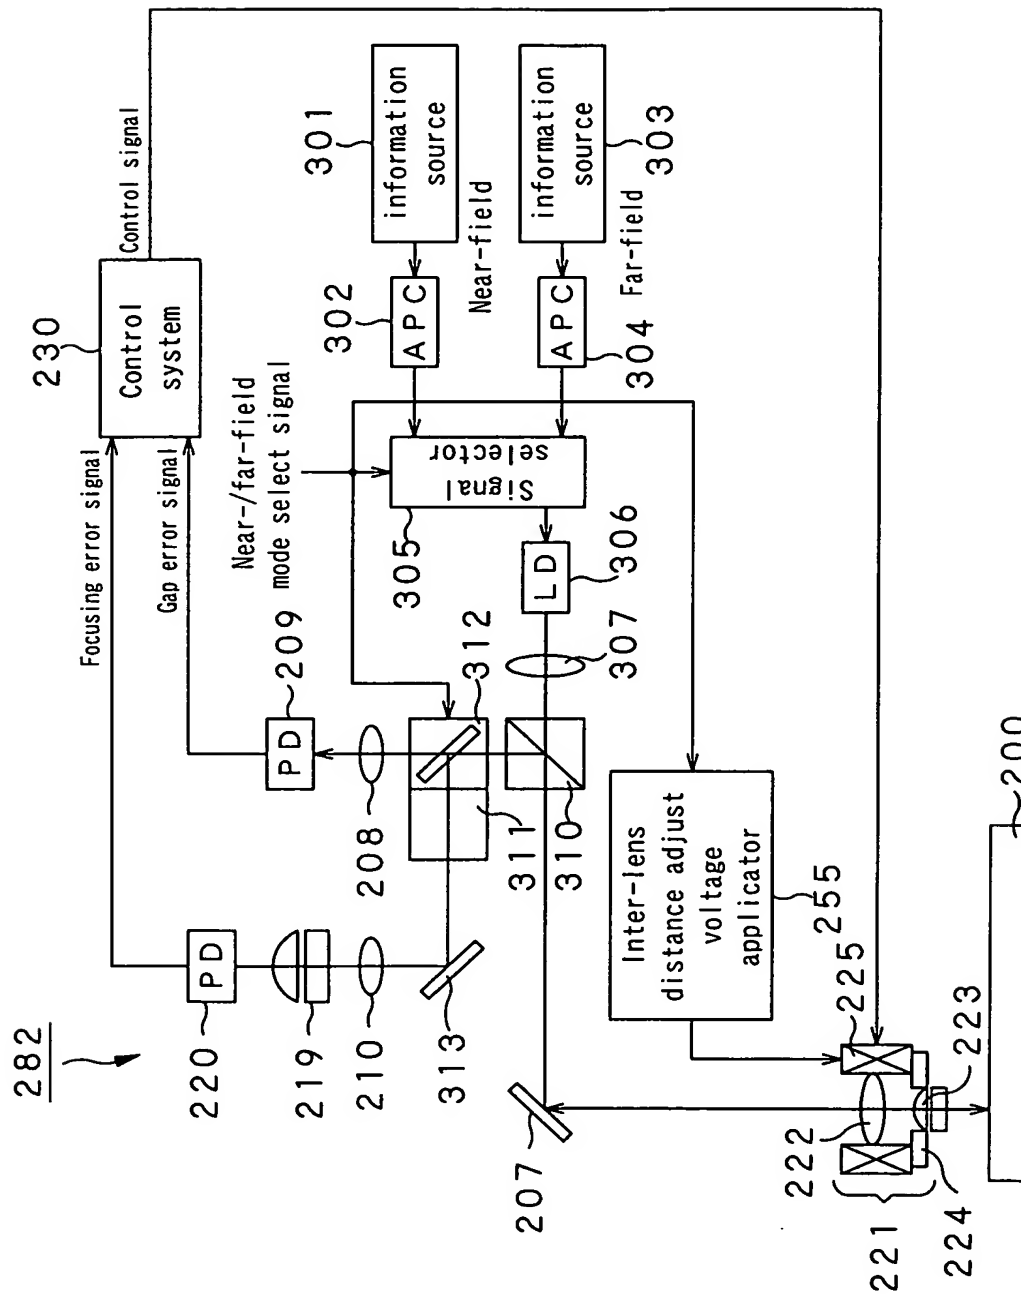 282
230
Focusing error signal
Control signal
Control
system
Gap error signal
220
PD
Near-/far-field
mode select signal
209
PD
219
301
302
208
210
information
source
APC
305
Signal
selector
313
Near-field
312
311
207
306
LD
303
information
source
APC
304
Far-field
307
310
Inter-lens
distance adjust
voltage
applicator
255
222
225
221
223
224
200